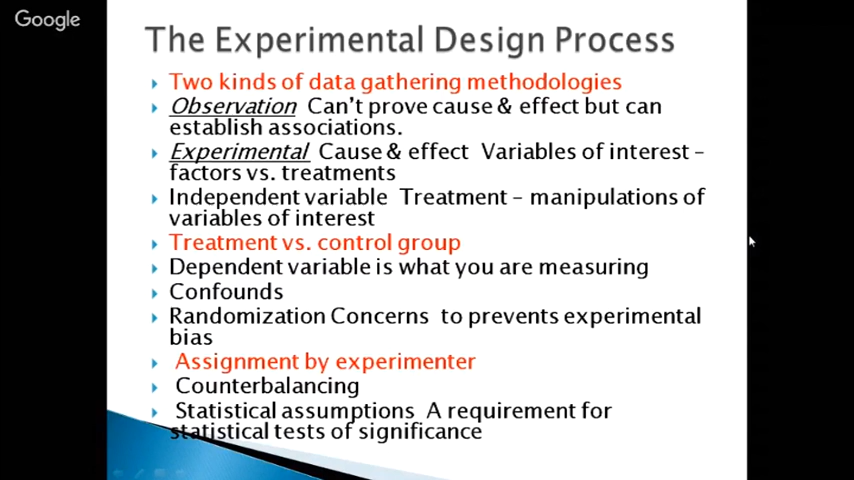 Google
The Experimental Design Process
Two kinds of data gathering methodologies
Observation Can't prove cause & effect but can
establish associations.
Experimental Cause & effect Variables of interest –
factors vs. treatments
Independent variable Treatment – manipulations of
variables of interest
Treatment vs. control group
Dependent variable is what you are measuring
Confounds
Randomization Concerns to prevents experimental
bias
Assignment by experimenter
Counterbalancing
Statistical assumptions A requirement for
statistical tests of significance